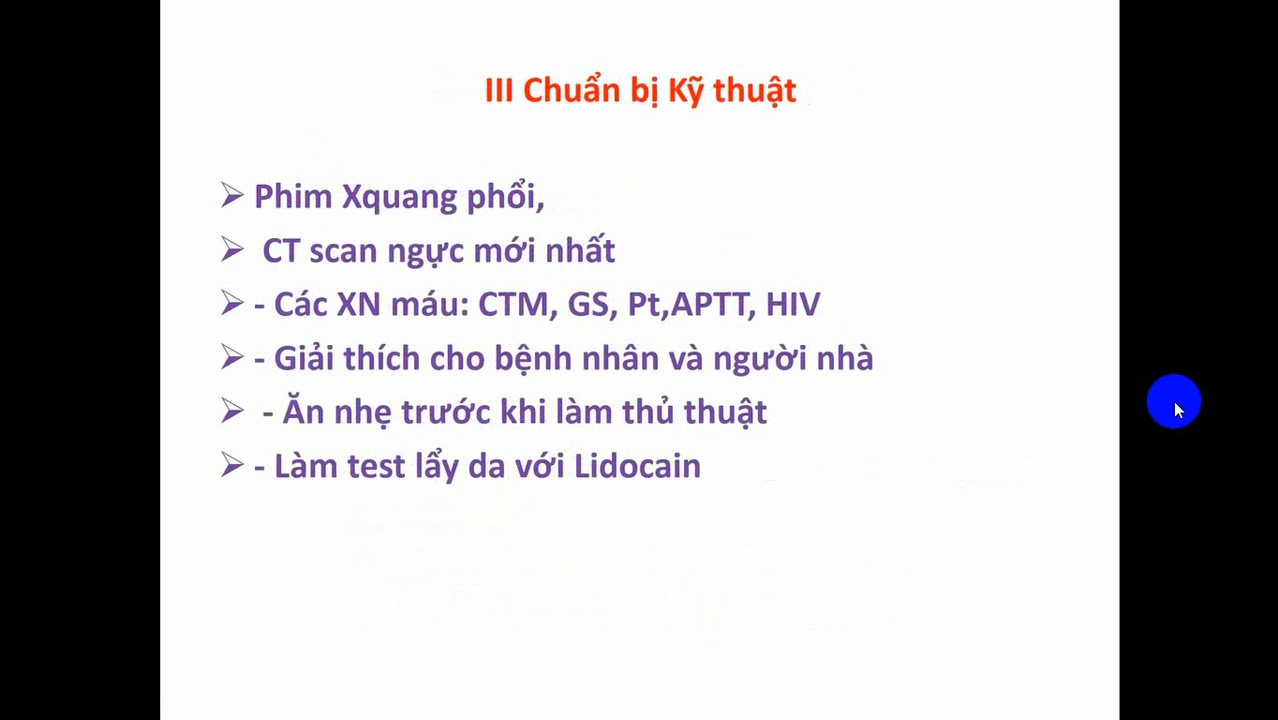 III Chuẩn bị Kỹ thuật
Phim Xquang phổi,
CT scan ngực mới nhất
- Các XN máu: CTM, GS, Pt,APTT, HIV
- Giải thích cho bệnh nhân và người nhà
- Ăn nhẹ trước khi làm thủ thuật
- Làm test lẩy da với Lidocain